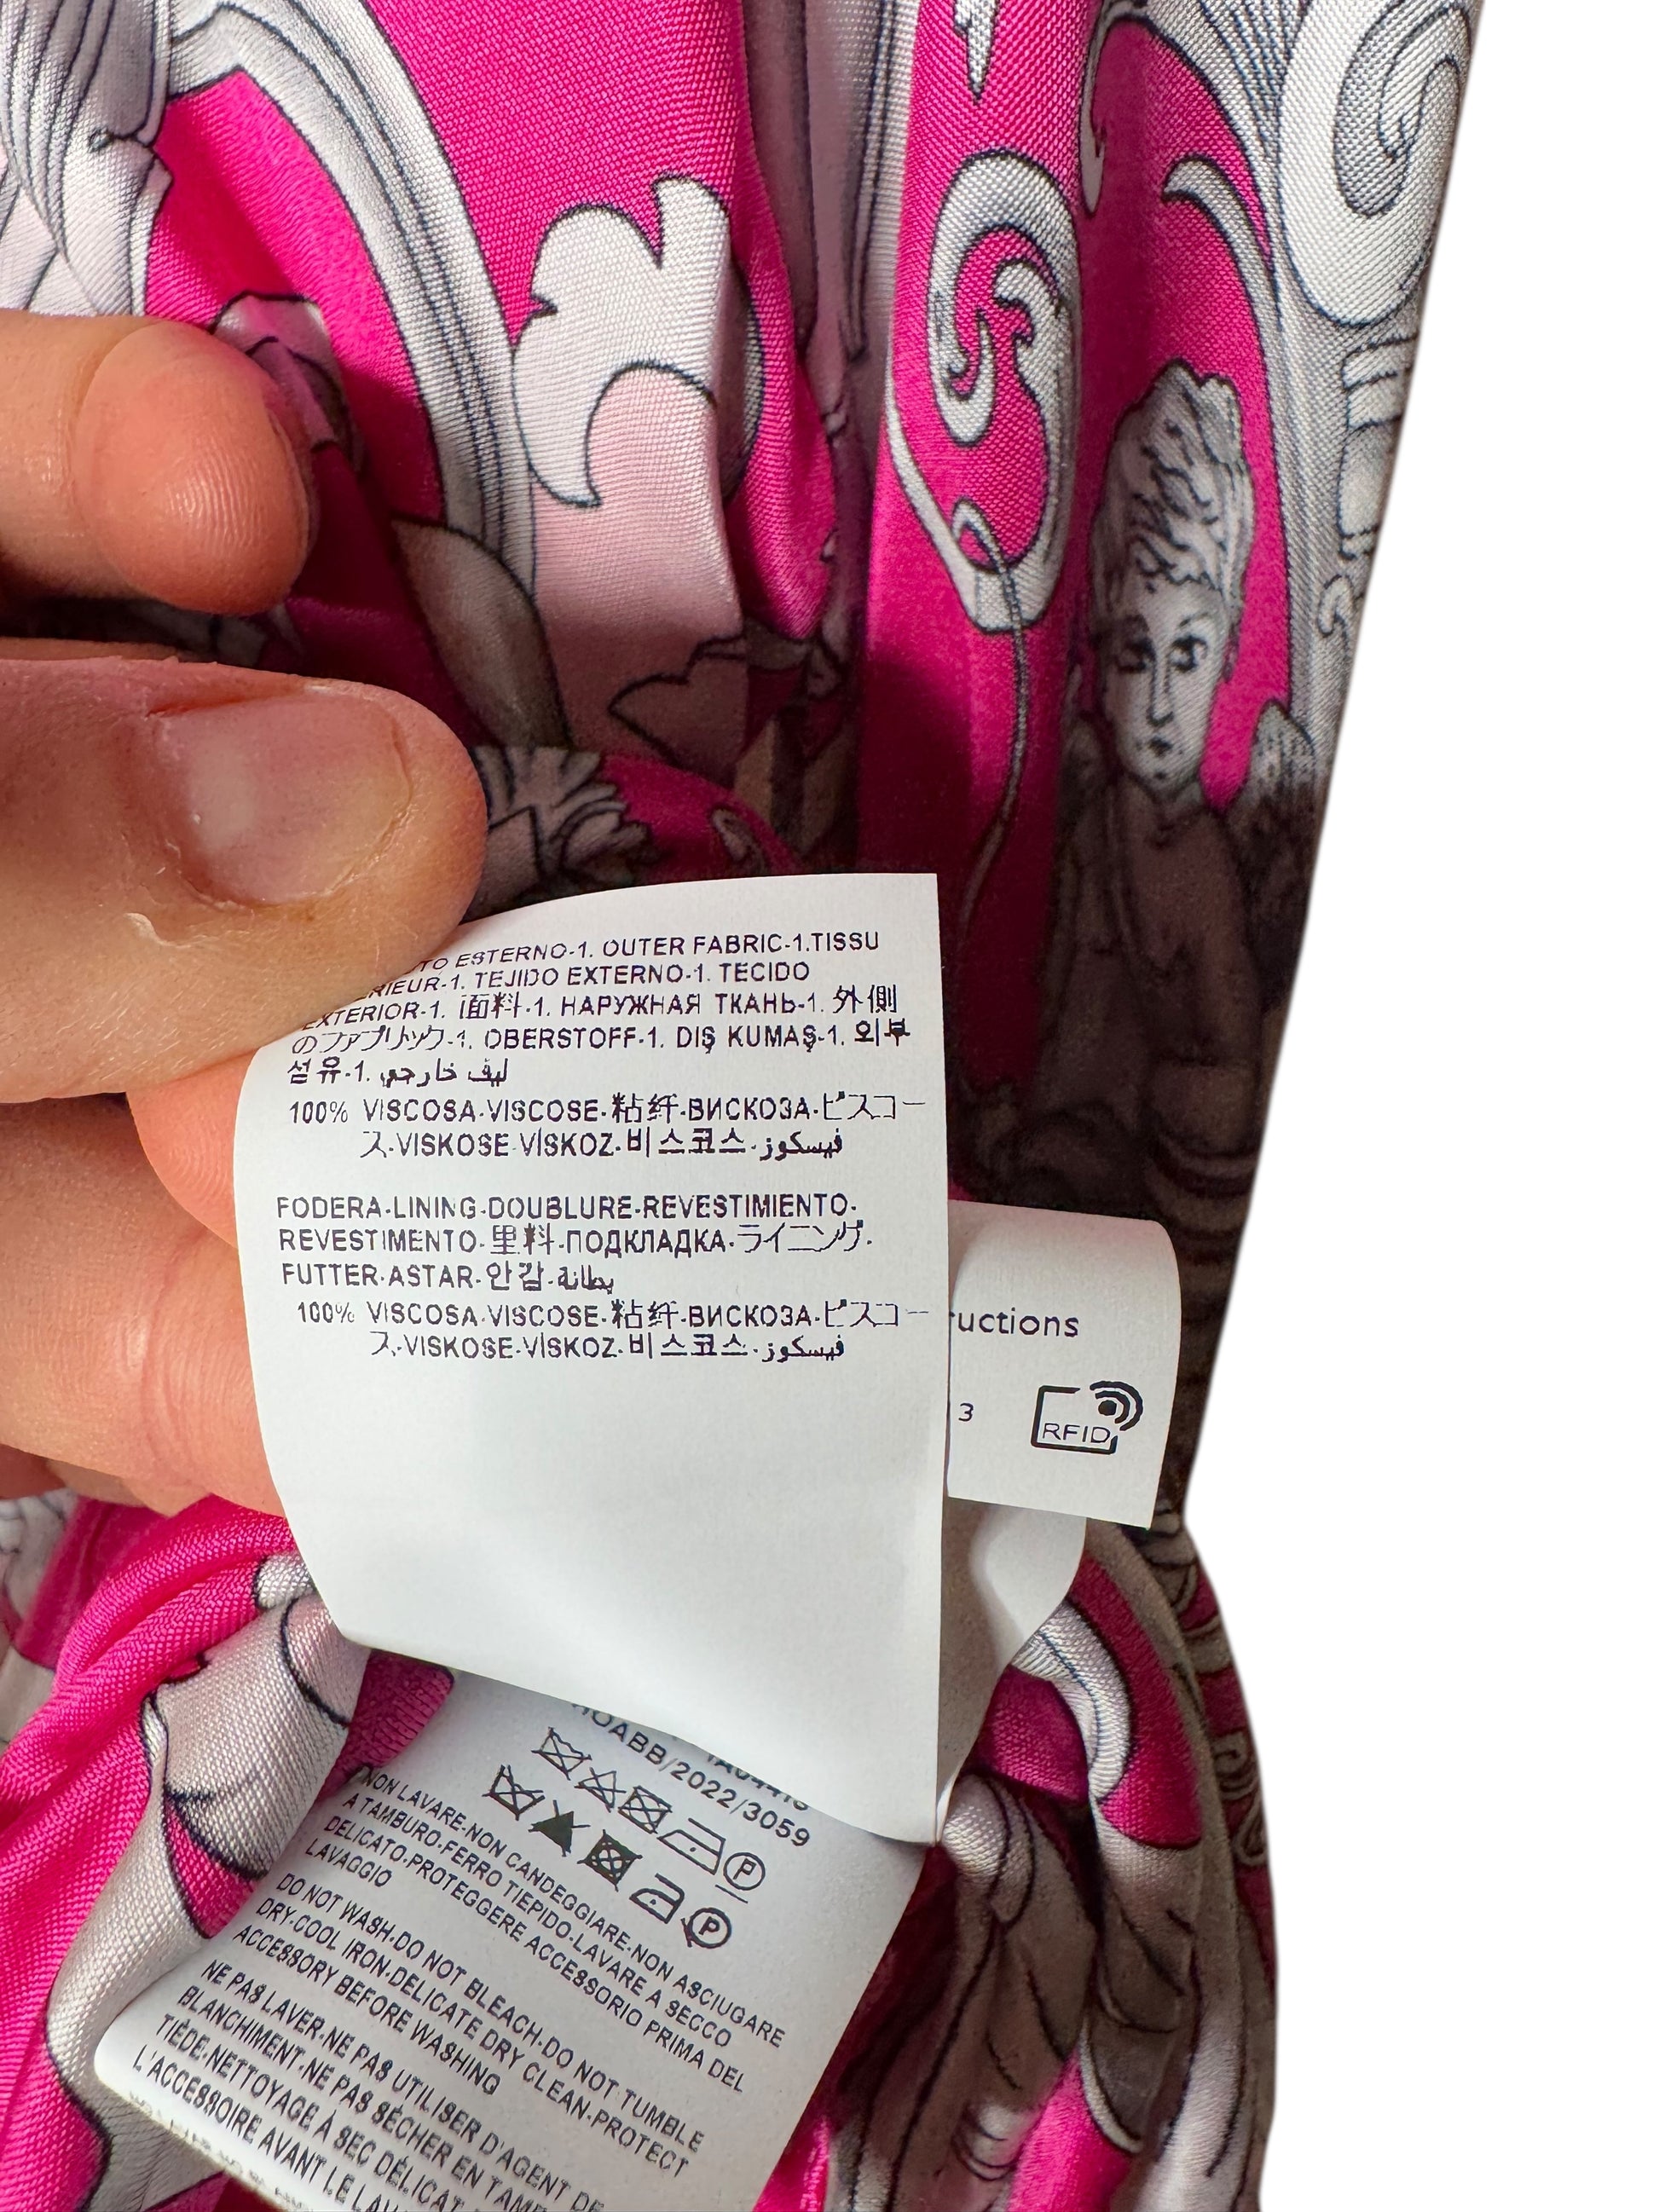 ESTERNO-1. OUTER FABRIC-1.TISSU
TEJIDO EXTERNO-1. TECIDO
EXTERIOR-1. 面料-1. НАРУЖНАЯ ТКАНЬ-1. 外側
のファブリック-1. OBERSTOFF-1. DIŞ KUMAŞ-1. 외부
섬유-1. ليف خارجي
100% VISCOSA-VISCOSE-粘纤-ВИСКОЗА-ビスコー
ス-VISKOSE-VİSKOZ-비스코스-فيسكوز
FODERA-LINING-DOUBLURE-REVESTIMIENTO-
REVESTIMENTO-里料-ПОДКЛАДКА-ライニング-
FUTTER-ASTAR-안감-بطانة
100% VISCOSA-VISCOSE-粘纤-ВИСКОЗА-ビスコー
ス-VISKOSE-VİSKOZ-비스코스-فيسكوز
3
RFID
2022/3059
P
P
NON LAVARE-NON CANDEGGIARE-NON ASCIUGARE
A TAMBURO-FERRO TIEPIDO-LAVARE A SECCO
DELICATO-PROTEGGERE ACCESSORIO PRIMA DEL
LAVAGGIO
DO NOT WASH-DO NOT BLEACH-DO NOT TUMBLE
DRY-COOL IRON-DELICATE DRY CLEAN-PROTECT
ACCESSORY BEFORE WASHING
NE PAS LAVER-NE PAS UTILISER D'AGENT DE
BLANCHIMENT-NE PAS SÉCHER EN
TIÈDE-NETTOYAGE À SEC DÉLICAT
L'ACCESSOIRE AVANT LE